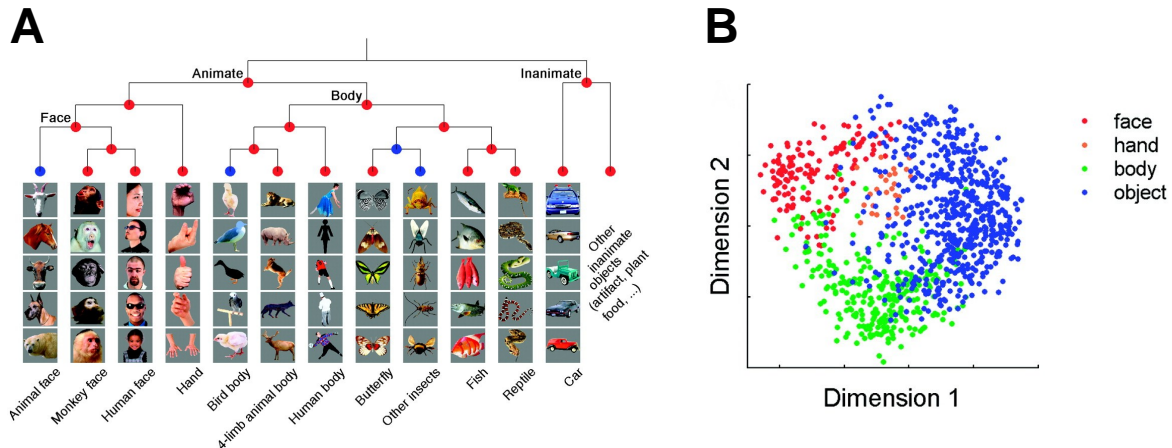 A
Animate
Inanimate
Body
Face
Animal face
Monkey face
Human face
Hand
Bird body
4-limb animal body
Human body
Butterfly
Other insects
Fish
Reptile
Car
Other
inanimate
objects
(artifact, plant
food, ...)
B
face
hand
body
object
Dimension 2
Dimension 1